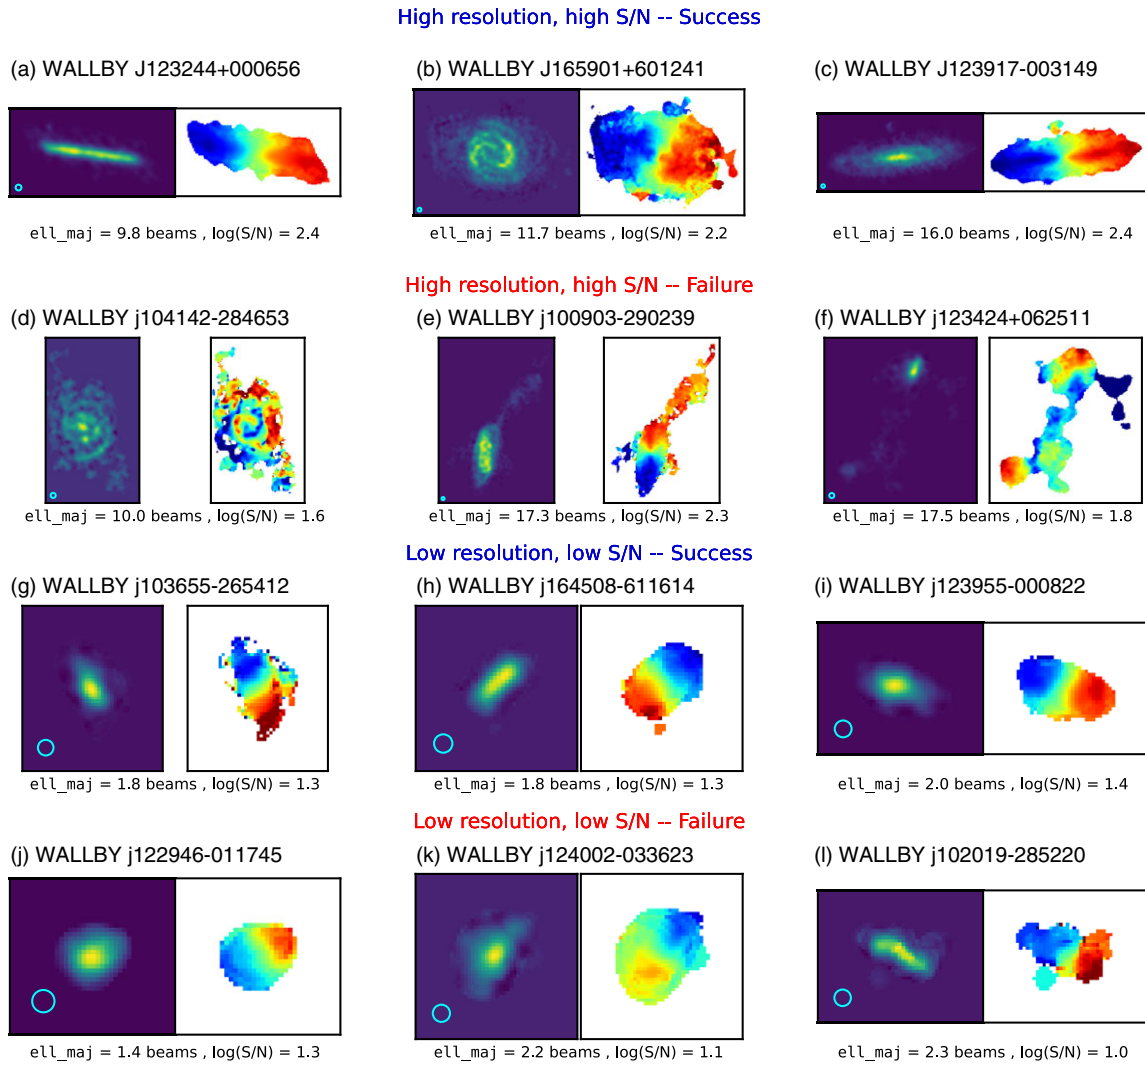 High resolution, high S/N -- Success
(a) WALLBY J123244+000656
(b) WALLBY J165901+601241
(c) WALLBY J123917-003149
ell_maj = 9.8 beams , log(S/N) = 2.4
ell_maj = 11.7 beams , log(S/N) = 2.2
ell_maj = 16.0 beams , log(S/N) = 2.4
High resolution, high S/N -- Failure
(d) WALLBY j104142-284653
(e) WALLBY j100903-290239
(f) WALLBY j123424+062511
ell_maj = 10.0 beams , log(S/N) = 1.6
ell_maj = 17.3 beams , log(S/N) = 2.3
ell_maj = 17.5 beams , log(S/N) = 1.8
Low resolution, low S/N -- Success
(g) WALLBY j103655-265412
(h) WALLBY j164508-611614
(i) WALLBY j123955-000822
ell_maj = 1.8 beams , log(S/N) = 1.3
ell_maj = 1.8 beams , log(S/N) = 1.3
ell_maj = 2.0 beams , log(S/N) = 1.4
Low resolution, low S/N -- Failure
(j) WALLBY j122946-011745
(k) WALLBY j124002-033623
(l) WALLBY j102019-285220
ell_maj = 1.4 beams , log(S/N) = 1.3
ell_maj = 2.2 beams , log(S/N) = 1.1
ell_maj = 2.3 beams , log(S/N) = 1.0